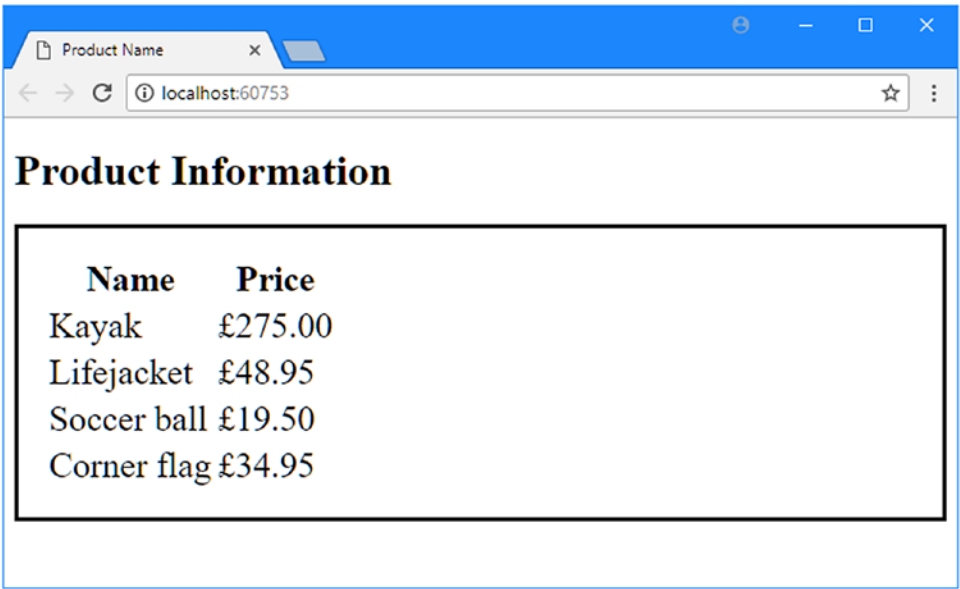 Product Name
localhost:60753
Product Information
Name Price
Kayak £275.00
Lifejacket £48.95
Soccer ball £19.50
Corner flag £34.95